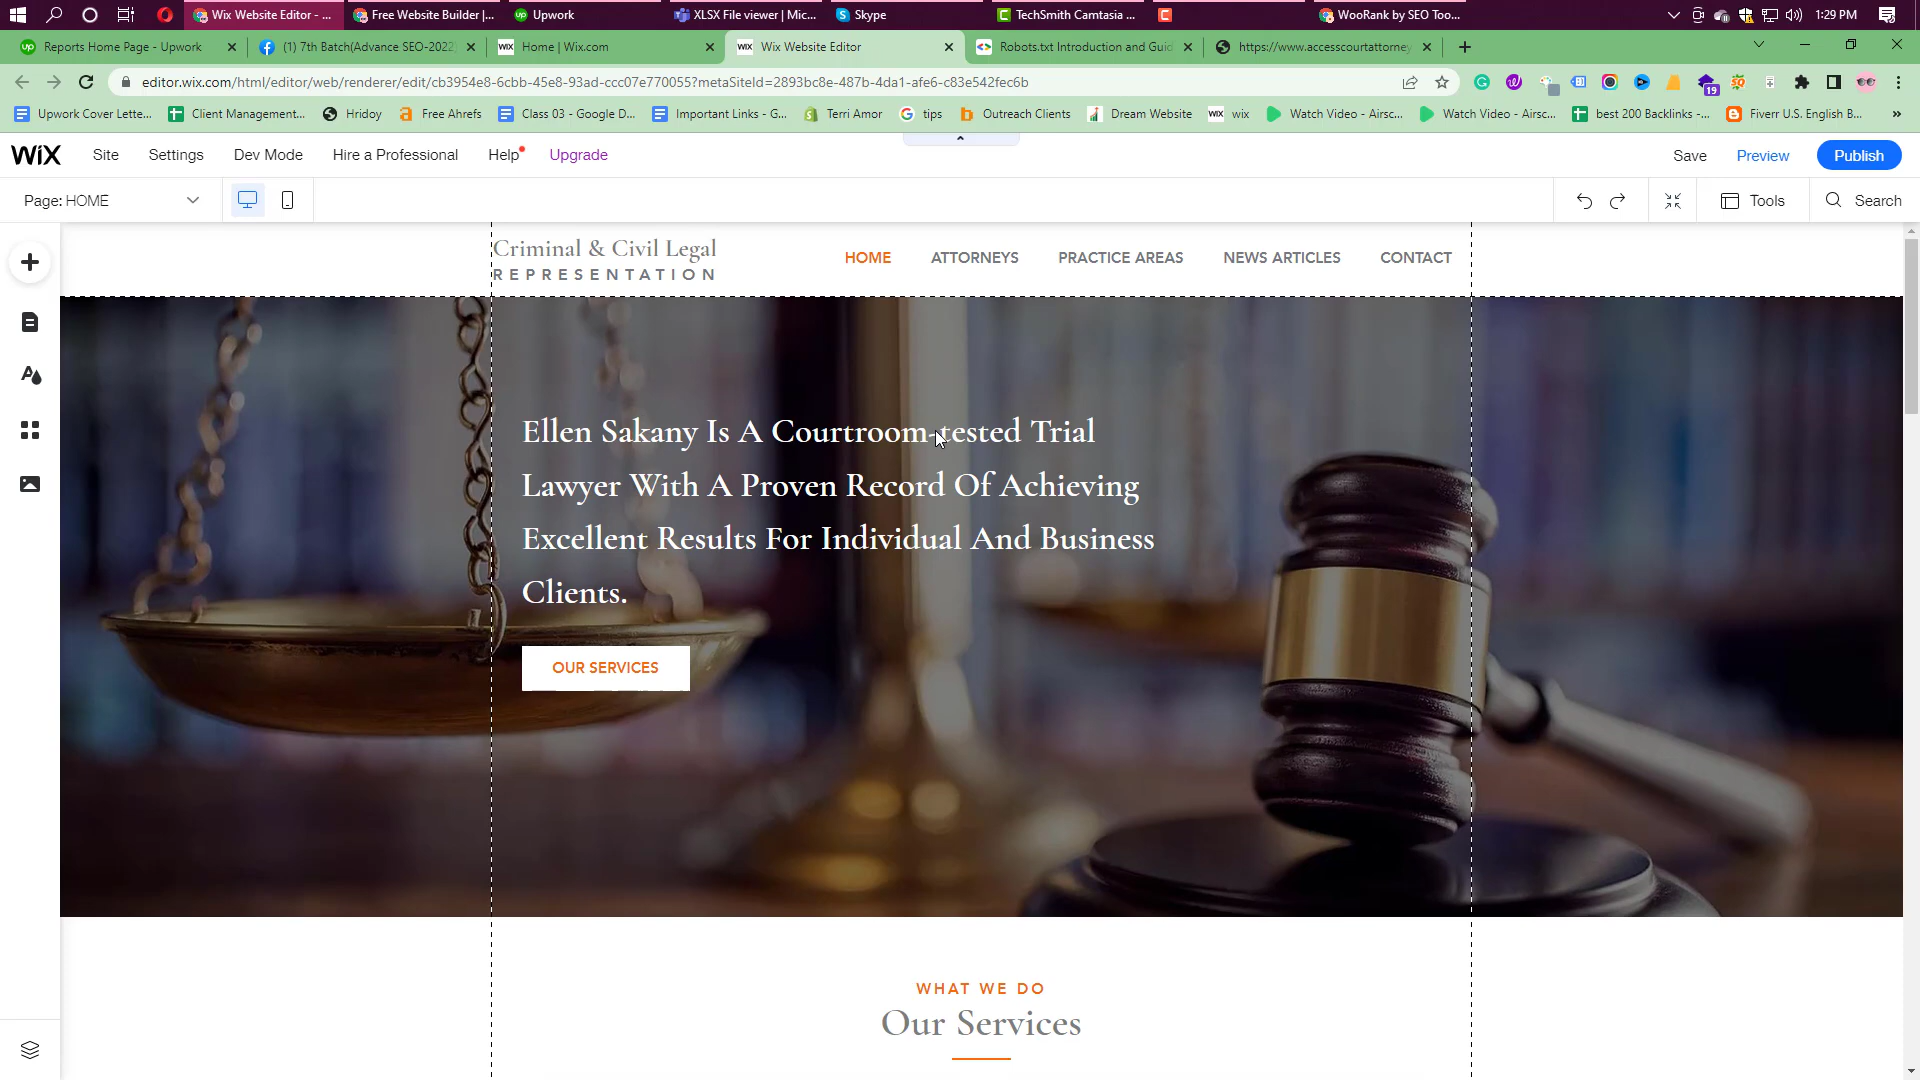 Wix Website Editor - ...
Free Website Builder |...
Upwork
XLSX File viewer | Mic...
Skype
TechSmith Camtasia ...
WooRank by SEO Too...
1:29 PM
Reports Home Page - Upwork
(1) 7th Batch(Advance SEO-2022)
Home | Wix.com
Wix Website Editor
Robots.txt Introduction and Guid
https://www.accesscourtattorney
editor.wix.com/html/editor/web/renderer/edit/cb3954e8-6cbb-45e8-93ad-ccc07e770055?metaSiteId=2893bc8e-487b-4da1-afe6-c83e542fec6b
19
Upwork Cover Lette...
Client Management...
Hridoy
Free Ahrefs
Class 03 - Google D...
Important Links - G...
Terri Amor
tips
Outreach Clients
Dream Website
WIX wix
Watch Video - Airsc...
Watch Video - Airsc...
best 200 Backlinks -...
Fiverr U.S. English B...
WIX
Site
Settings
Dev Mode
Hire a Professional
Help
Upgrade
Save
Preview
Publish
Page: HOME
Tools
Search
Criminal & Civil Legal
REPRESENTATION
HOME
ATTORNEYS
PRACTICE AREAS
NEWS ARTICLES
CONTACT
Ellen Sakany Is A Courtroom-tested Trial
Lawyer With A Proven Record Of Achieving
Excellent Results For Individual And Business
Clients.
OUR SERVICES
WHAT WE DO
Our Services